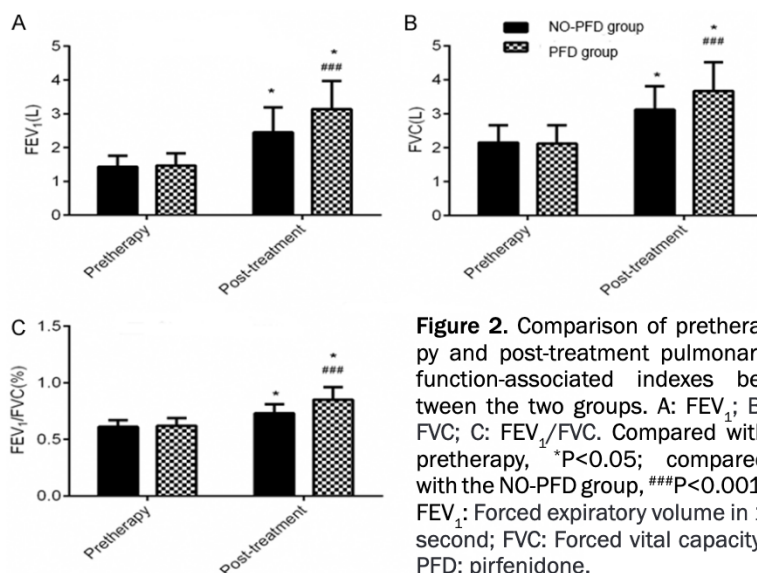 A
FEV₁(L)
5
4
3
2
1
0
*
*
###
Pretherapy
Post-treatment
B
NO-PFD group
PFD group
FVC(L)
5
4
3
2
1
0
*
*
###
Pretherapy
Post-treatment
C
FEV₁/FVC(%)
1.5
1.0
0.5
0.0
*
*
###
Pretherapy
Post-treatment
Figure 2. Comparison of prethera
py and post-treatment pulmonar
function-associated indexes be
tween the two groups. A: FEV₁; B
FVC; C: FEV₁/FVC. Compared with
pretherapy, *P<0.05; compared
with the NO-PFD group, ###P<0.001
FEV₁: Forced expiratory volume in
second; FVC: Forced vital capacity
PFD: pirfenidone.